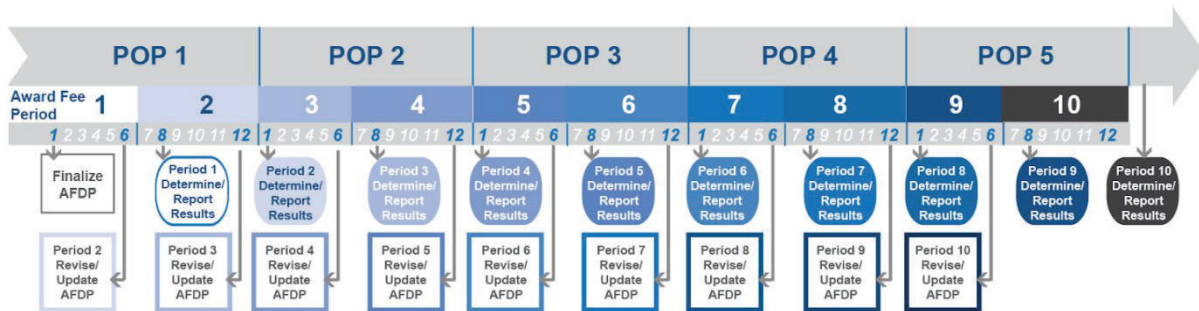 POP 1 POP 2 POP 3 POP 4 POP 5
Award Fee
Period 1 2 3 4 5 6 7 8 9 10
1 2 3 4 5 6 7 8 9 10 11 12 1 2 3 4 5 6 7 8 9 10 11 12 1 2 3 4 5 6 7 8 9 10 11 12 1 2 3 4 5 6 7 8 9 10 11 12 1 2 3 4 5 6 7 8 9 10 11 12
Finalize
AFDP
Period 1
Determine/
Report
Results
Period 2
Determine/
Report
Results
Period 3
Determine/
Report
Results
Period 4
Determine/
Report
Results
Period 5
Determine/
Report
Results
Period 6
Determine/
Report
Results
Period 7
Determine/
Report
Results
Period 8
Determine/
Report
Results
Period 9
Determine/
Report
Results
Period 10
Determine/
Report
Results
Period 2
Revise/
Update
AFDP
Period 3
Revise/
Update
AFDP
Period 4
Revise/
Update
AFDP
Period 5
Revise/
Update
AFDP
Period 6
Revise/
Update
AFDP
Period 7
Revise/
Update
AFDP
Period 8
Revise/
Update
AFDP
Period 9
Revise/
Update
AFDP
Period 10
Revise/
Update
AFDP